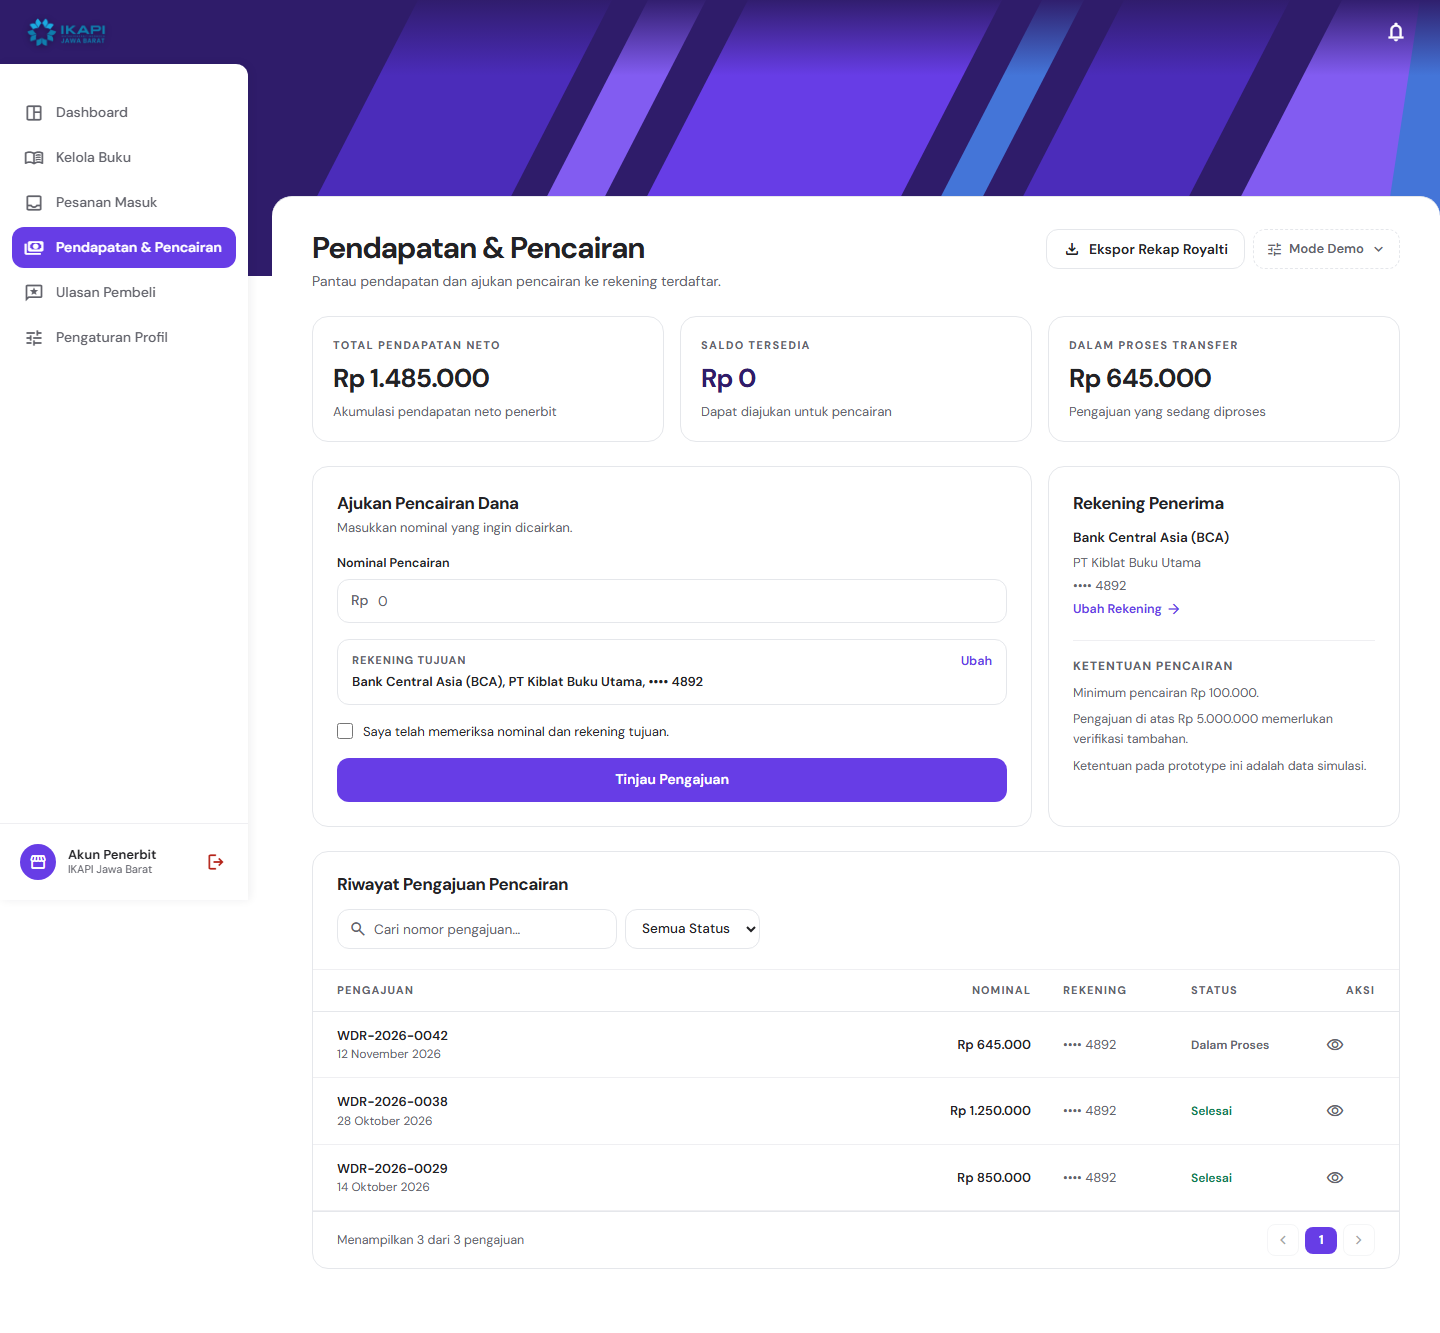 IKAPI
JAWA BARAT
Dashboard
Kelola Buku
Pesanan Masuk
Pendapatan & Pencairan
Ulasan Pembeli
Pengaturan Profil
Akun Penerbit
IKAPI Jawa Barat
Pendapatan & Pencairan
Pantau pendapatan dan ajukan pencairan ke rekening terdaftar.
Ekspor Rekap Royalti
Mode Demo
TOTAL PENDAPATAN NETO
Rp 1.485.000
Akumulasi pendapatan neto penerbit
SALDO TERSEDIA
Rp 0
Dapat diajukan untuk pencairan
DALAM PROSES TRANSFER
Rp 645.000
Pengajuan yang sedang diproses
Ajukan Pencairan Dana
Masukkan nominal yang ingin dicairkan.
Nominal Pencairan
Rp 0
REKENING TUJUAN
Ubah
Bank Central Asia (BCA), PT Kiblat Buku Utama, •••• 4892
Saya telah memeriksa nominal dan rekening tujuan.
Tinjau Pengajuan
Rekening Penerima
Bank Central Asia (BCA)
PT Kiblat Buku Utama
•••• 4892
Ubah Rekening
KETENTUAN PENCAIRAN
Minimum pencairan Rp 100.000.
Pengajuan di atas Rp 5.000.000 memerlukan
verifikasi tambahan.
Ketentuan pada prototype ini adalah data simulasi.
Riwayat Pengajuan Pencairan
Cari nomor pengajuan...
Semua Status
PENGAJUAN NOMINAL REKENING STATUS AKSI
WDR-2026-0042
12 November 2026
Rp 645.000 •••• 4892 Dalam Proses
WDR-2026-0038
28 Oktober 2026
Rp 1.250.000 •••• 4892 Selesai
WDR-2026-0029
14 Oktober 2026
Rp 850.000 •••• 4892 Selesai
Menampilkan 3 dari 3 pengajuan
1